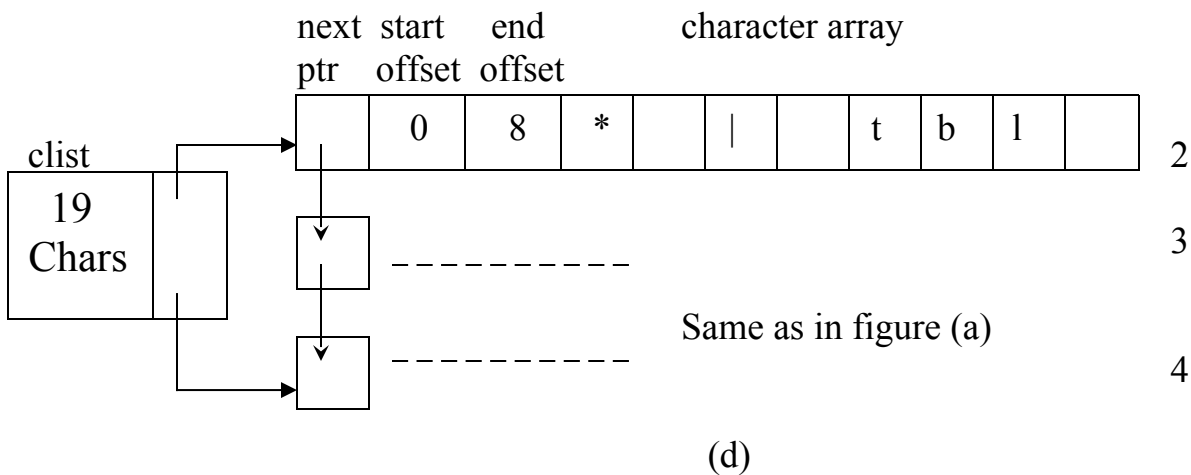 next start end character array
ptr offset offset
0 8 * | t b l
2
clist
19
Chars
3
Same as in figure (a)
4
(d)